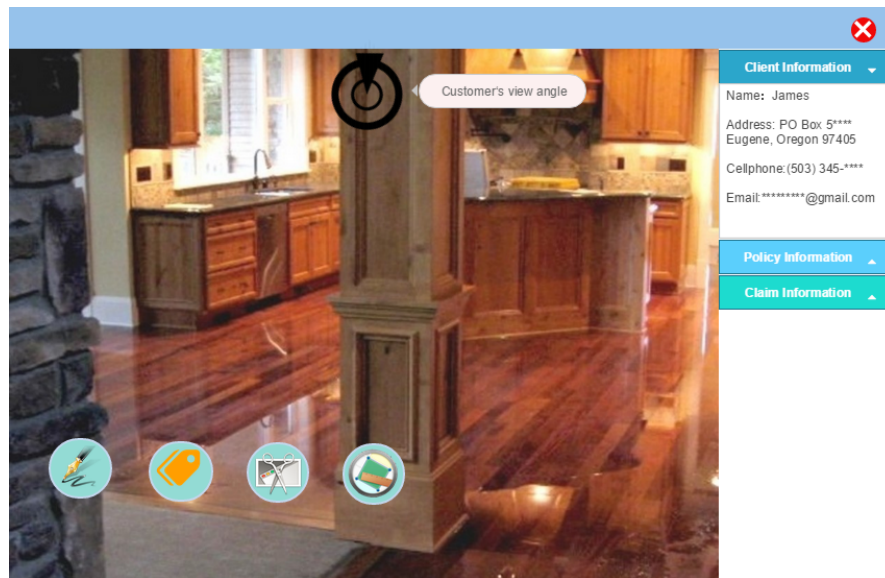 Client Information
Customer's view angle
Name: James
Address: PO Box 5****
Eugene, Oregon 97405
Cellphone:(503) 345-****
Email:*********@gmail.com
Policy Information
Claim Information